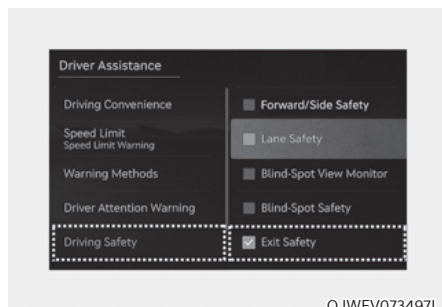 Driver Assistance
Driving Convenience
Speed Limit
Speed Limit Warning
Warning Methods
Driver Attention Warning
Driving Safety
Forward/Side Safety
Lane Safety
Blind-Spot View Monitor
Blind-Spot Safety
Exit Safety